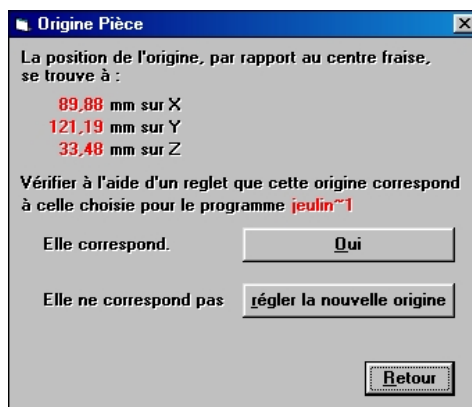 Origine Pièce
La position de l'origine, par rapport au centre fraise,
se trouve à :
89,88 mm sur X
121,19 mm sur Y
33,48 mm sur Z
Vérifier à l'aide d'un reglet que cette origine correspond
à celle choisie pour le programme jeulin~1
Elle correspond. Oui
Elle ne correspond pas régler la nouvelle origine
Retour